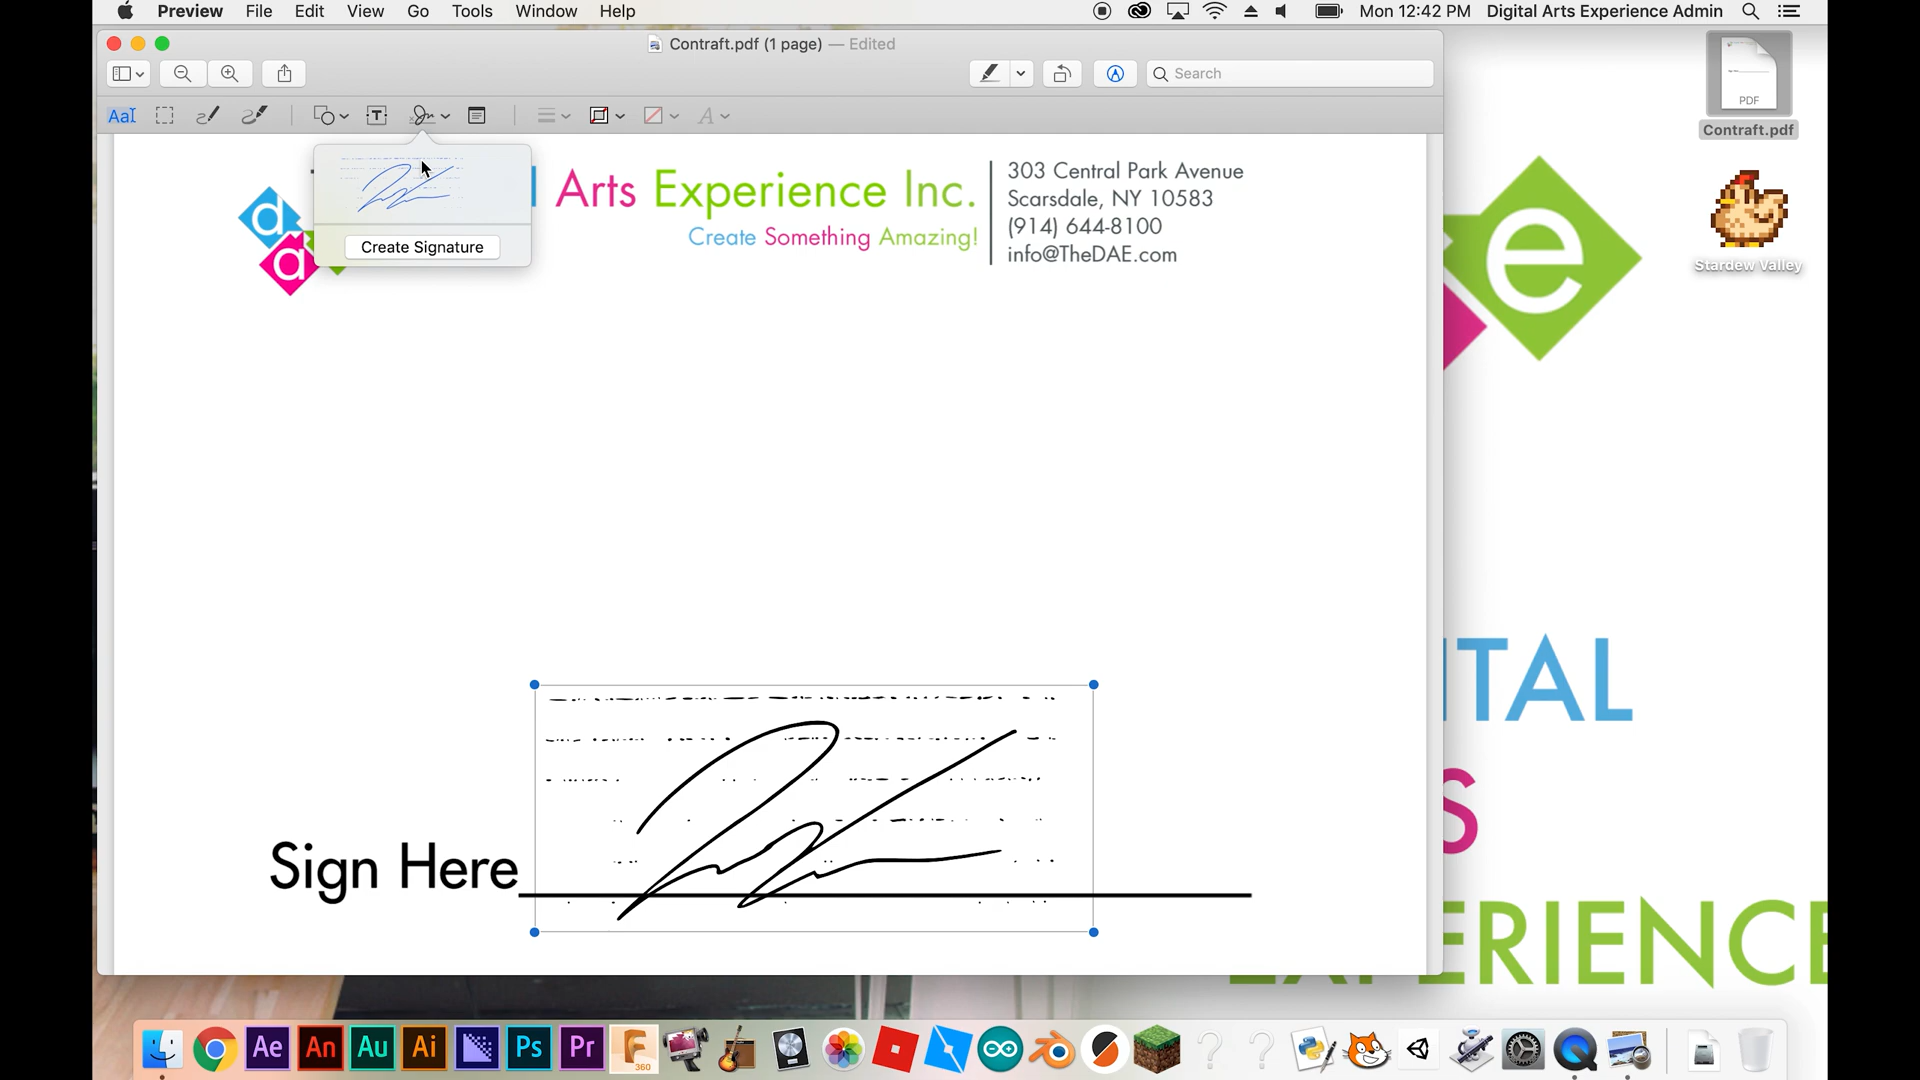 Preview File Edit View Go Tools Window Help Mon 12:42 PM Digital Arts Experience Admin
Contraft.pdf (1 page) — Edited
Search
AaI T A
Create Signature
d a
Arts Experience Inc.
Create Something Amazing!
303 Central Park Avenue
Scarsdale, NY 10583
(914) 644-8100
info@TheDAE.com
PDF
Contraft.pdf
Stardew Valley
e
ITAL
S
EXPERIENCE
Sign Here
Ae An Au Ai Ps Pr F 360